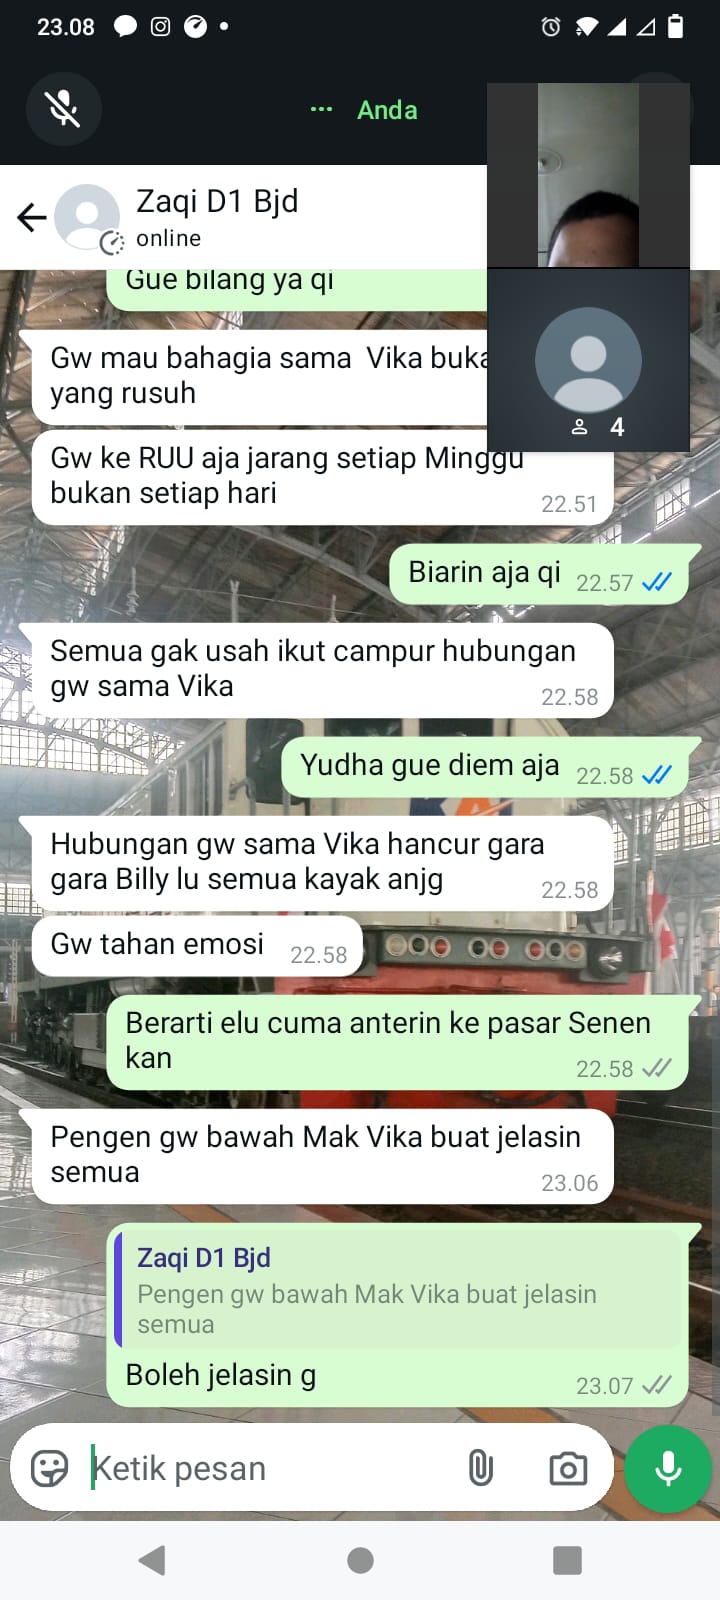 23.08
Anda
Zaqi D1 Bjd
online
Gue bilang ya qi
Gw mau bahagia sama Vika
yang rusuh
Gw ke RUU aja jarang setiap Minggu
bukan setiap hari
22.51
Biarin aja qi 22.57
Semua gak usah ikut campur hubungan
gw sama Vika
22.58
Yudha gue diem aja 22.58
Hubungan gw sama Vika hancur gara
gara Billy lu semua kayak anjg
22.58
Gw tahan emosi 22.58
Berarti elu cuma anterin ke pasar Senen
kan
22.58
Pengen gw bawah Mak Vika buat jelasin
semua
23.06
Zaqi D1 Bjd
Pengen gw bawah Mak Vika buat jelasin
semua
Boleh jelasin g
23.07
Ketik pesan
4